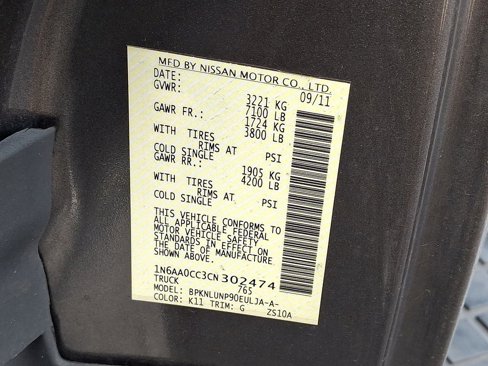 MFD BY NISSAN MOTOR CO., LTD.
DATE: 09/11
GVWR: 3221 KG
7100 LB
GAWR FR.: 1724 KG
3800 LB
WITH TIRES
RIMS AT PSI
COLD SINGLE
GAWR RR.: 1905 KG
4200 LB
WITH TIRES
RIMS AT PSI
COLD SINGLE
THIS VEHICLE CONFORMS TO
ALL APPLICABLE FEDERAL
MOTOR VEHICLE SAFETY
STANDARDS IN EFFECT ON
THE DATE OF MANUFACTURE
SHOWN ABOVE.
1N6AA0CC3CN302474
TRUCK 765
MODEL: BPKNLUNP90EULJA-A-
COLOR: K11 TRIM: G ZS10A